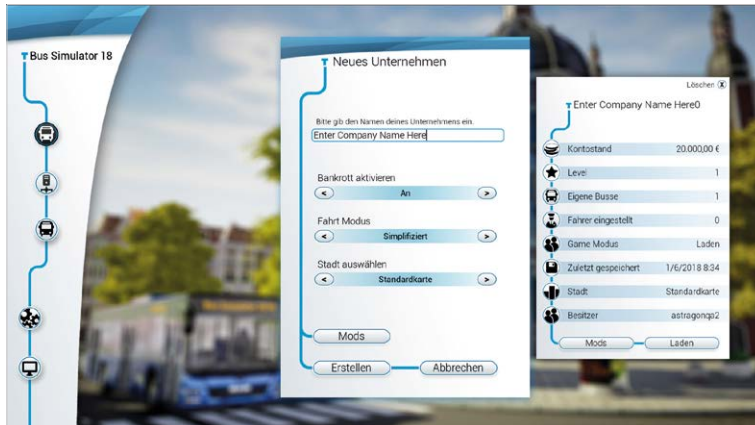 Bus Simulator 18
Neues Unternehmen
Bitte gib den Namen deines Unternehmens ein.
Enter Company Name Here
Bankrott aktivieren
< An >
Fahrt Modus
< Simplifiziert >
Stadt auswählen
< Standardkarte >
Mods
Erstellen Abbrechen
Löschen X
Enter Company Name Here0
Kontostand 20.000,00 €
Level 1
Eigene Busse 1
Fahrer eingestellt 0
Game Modus Laden
Zuletzt gespeichert 1/6/2018 8:34
Stadt Standardkarte
Besitzer astragonqa2
Mods Laden